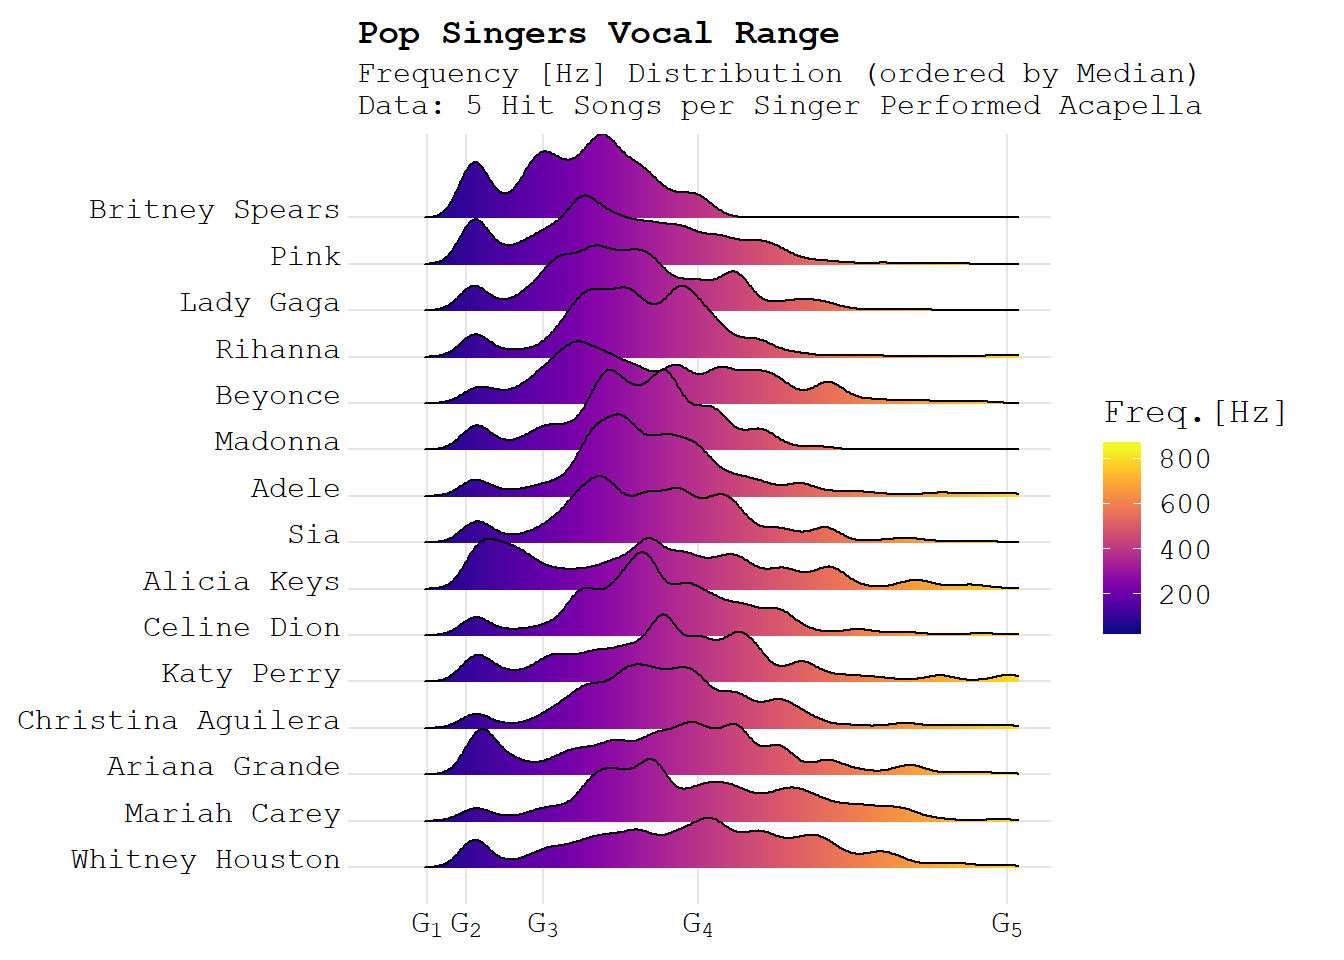 Pop Singers Vocal Range
Frequency [Hz] Distribution (ordered by Median)
Data: 5 Hit Songs per Singer Performed Acapella
Britney Spears
Pink
Lady Gaga
Rihanna
Beyonce
Madonna
Adele
Sia
Alicia Keys
Celine Dion
Katy Perry
Christina Aguilera
Ariana Grande
Mariah Carey
Whitney Houston
G₁ G₂ G₃ G₄ G₅
Freq.[Hz]
800
600
400
200